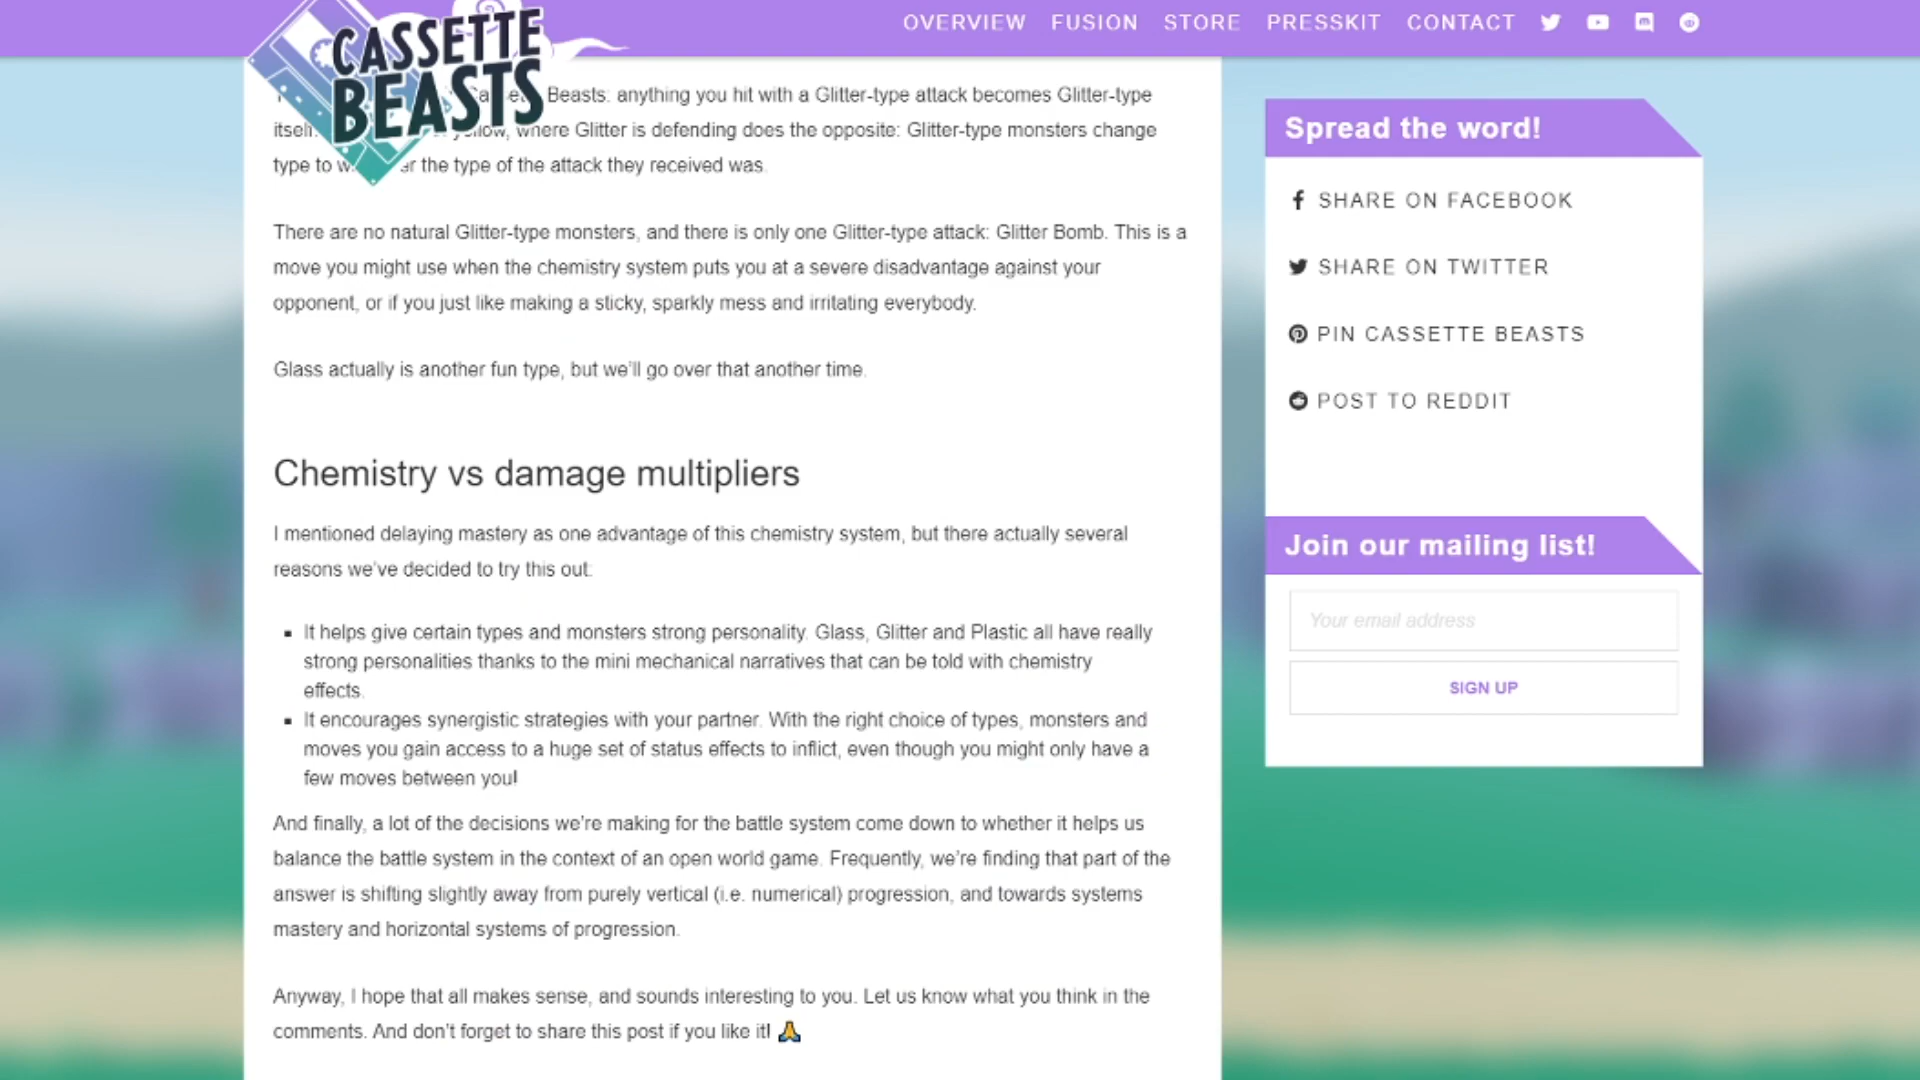 CASSETTE
BEASTS
OVERVIEW FUSION STORE PRESSKIT CONTACT
Beasts: anything you hit with a Glitter-type attack becomes Glitter-type
where Glitter is defending does the opposite: Glitter-type monsters change
type to the type of the attack they received was.
There are no natural Glitter-type monsters, and there is only one Glitter-type attack: Glitter Bomb. This is a
move you might use when the chemistry system puts you at a severe disadvantage against your
opponent, or if you just like making a sticky, sparkly mess and irritating everybody.
Glass actually is another fun type, but we'll go over that another time.
Chemistry vs damage multipliers
I mentioned delaying mastery as one advantage of this chemistry system, but there actually several
reasons we've decided to try this out:
▪ It helps give certain types and monsters strong personality. Glass, Glitter and Plastic all have really
strong personalities thanks to the mini mechanical narratives that can be told with chemistry
effects.
▪ It encourages synergistic strategies with your partner. With the right choice of types, monsters and
moves you gain access to a huge set of status effects to inflict, even though you might only have a
few moves between you!
And finally, a lot of the decisions we're making for the battle system come down to whether it helps us
balance the battle system in the context of an open world game. Frequently, we're finding that part of the
answer is shifting slightly away from purely vertical (i.e. numerical) progression, and towards systems
mastery and horizontal systems of progression.
Anyway, I hope that all makes sense, and sounds interesting to you. Let us know what you think in the
comments. And don't forget to share this post if you like it! 🙏
Spread the word!
SHARE ON FACEBOOK
SHARE ON TWITTER
PIN CASSETTE BEASTS
POST TO REDDIT
Join our mailing list!
Your email address
SIGN UP